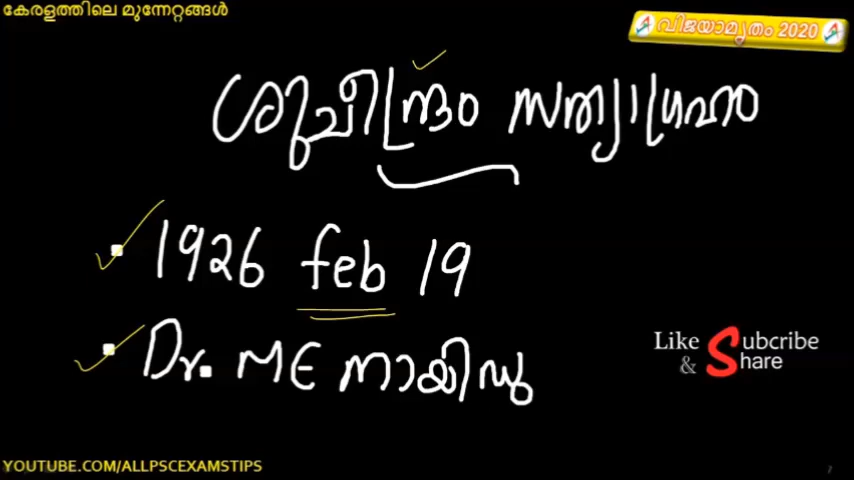 കേരളത്തിലെ മുന്നേറ്റങ്ങൾ
വിജയാമൃതം 2020
ശുചീന്ദ്രം സത്യാഗ്രഹം
1926 feb 19
Dr. ME നായിഡു
Like Subcribe
& Share
YOUTUBE.COM/ALLPSCEXAMSTIPS